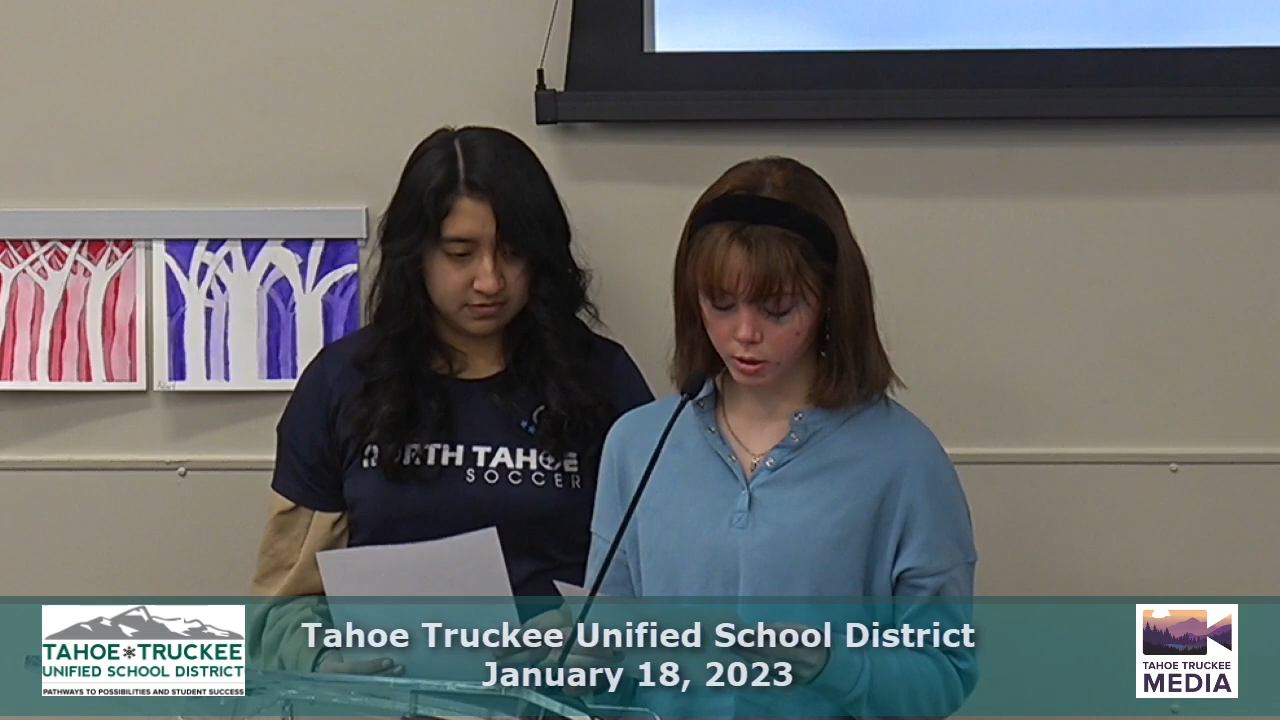 NORTH TAHOE
SOCCER
Tahoe Truckee Unified School District
January 18, 2023
TAHOE TRUCKEE
UNIFIED SCHOOL DISTRICT
PATHWAYS TO POSSIBILITIES AND STUDENT SUCCESS
TAHOE TRUCKEE
MEDIA